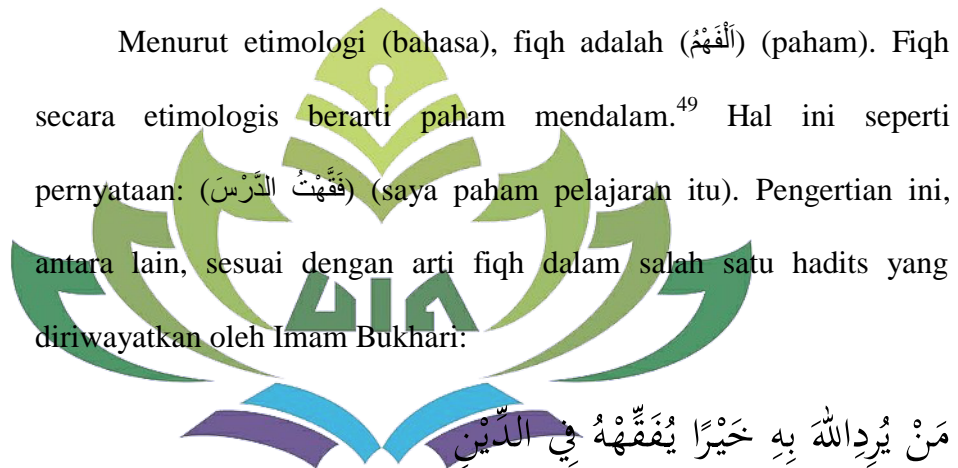 Menurut etimologi (bahasa), fiqh adalah (اَلْفَهْمُ) (paham). Fiqh
secara etimologis berarti paham mendalam.49 Hal ini seperti
pernyataan: (فَقَّهْتُ الدَّرْسَ) (saya paham pelajaran itu). Pengertian ini,
antara lain, sesuai dengan arti fiqh dalam salah satu hadits yang
UIN
diriwayatkan oleh Imam Bukhari:
مَنْ يُرِدِاللهَ بِهِ خَيْرًا يُفَقِّهْهُ فِي الدِّيْنِ